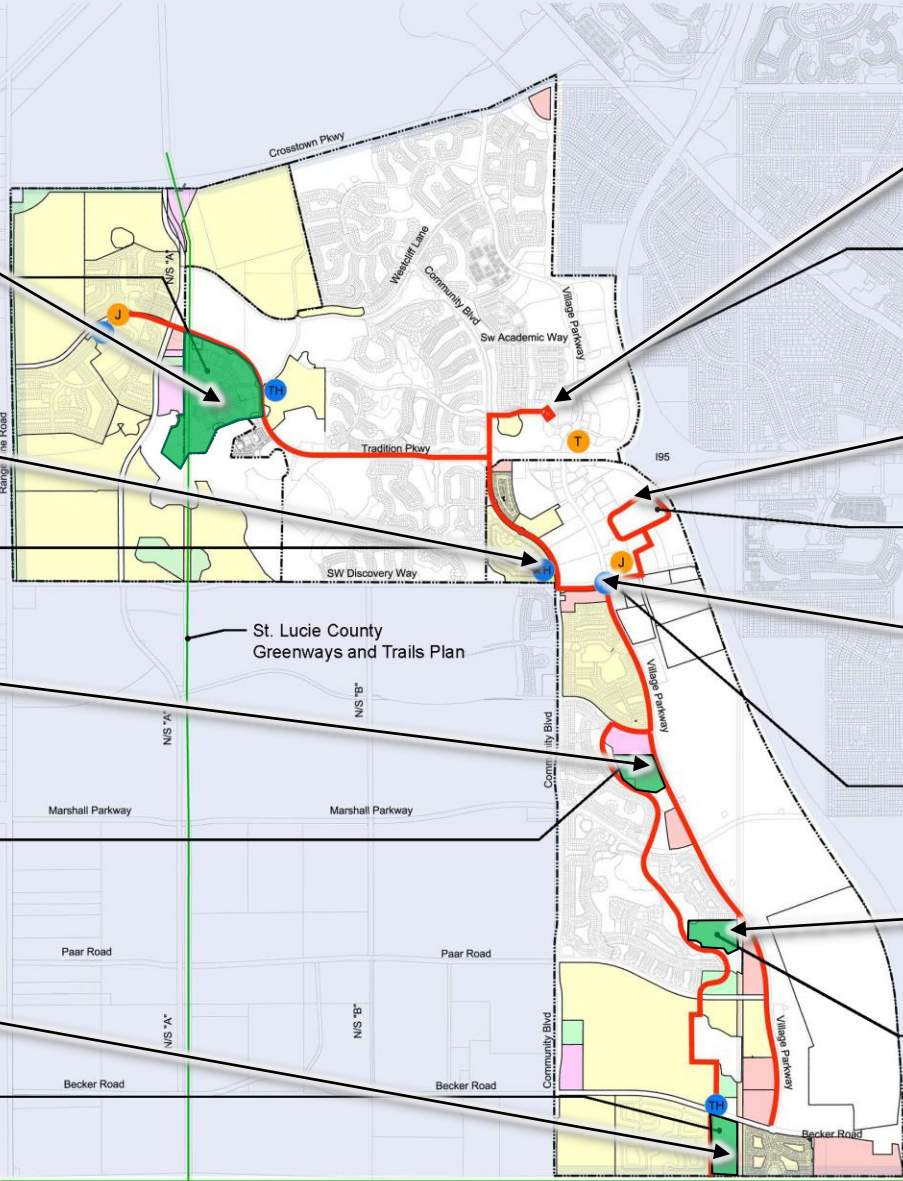 Crosstown Pkwy
Westcliff Lane
Community Blvd
Village Parkway
N/S "A"
J
Sw Academic Way
TH
T
Tradition Pkwy
I95
J
TH
SW Discovery Way
St. Lucie County
Greenways and Trails Plan
N/S "A"
N/S "B"
Community Blvd
Village Parkway
Marshall Parkway
Marshall Parkway
Paar Road
Paar Road
N/S "A"
N/S "B"
Community Blvd
Village Parkway
Becker Road
Becker Road
TH
Becker Road